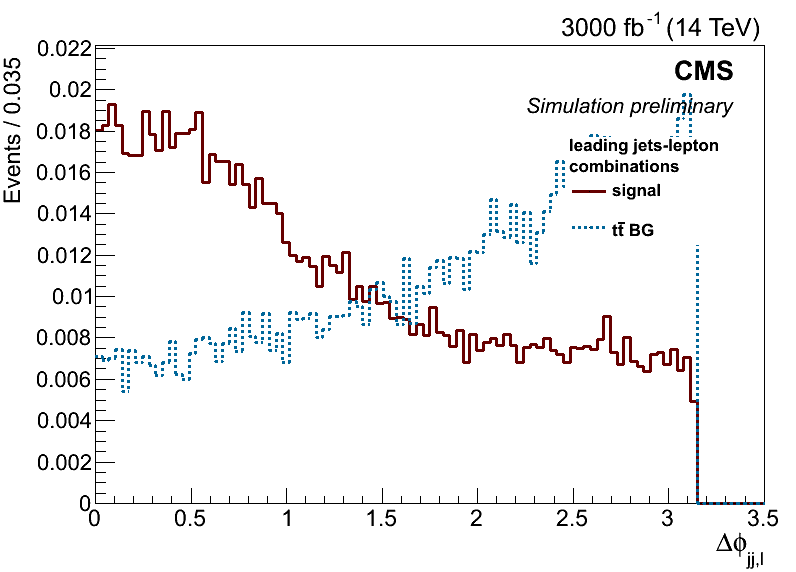 3000 fb⁻¹ (14 TeV)
CMS
Simulation preliminary
leading jets-lepton
combinations
signal
tt̄ BG
Events / 0.035
0.022
0.02
0.018
0.016
0.014
0.012
0.01
0.008
0.006
0.004
0.002
0
0 0.5 1 1.5 2 2.5 3 3.5
Δϕjj,l